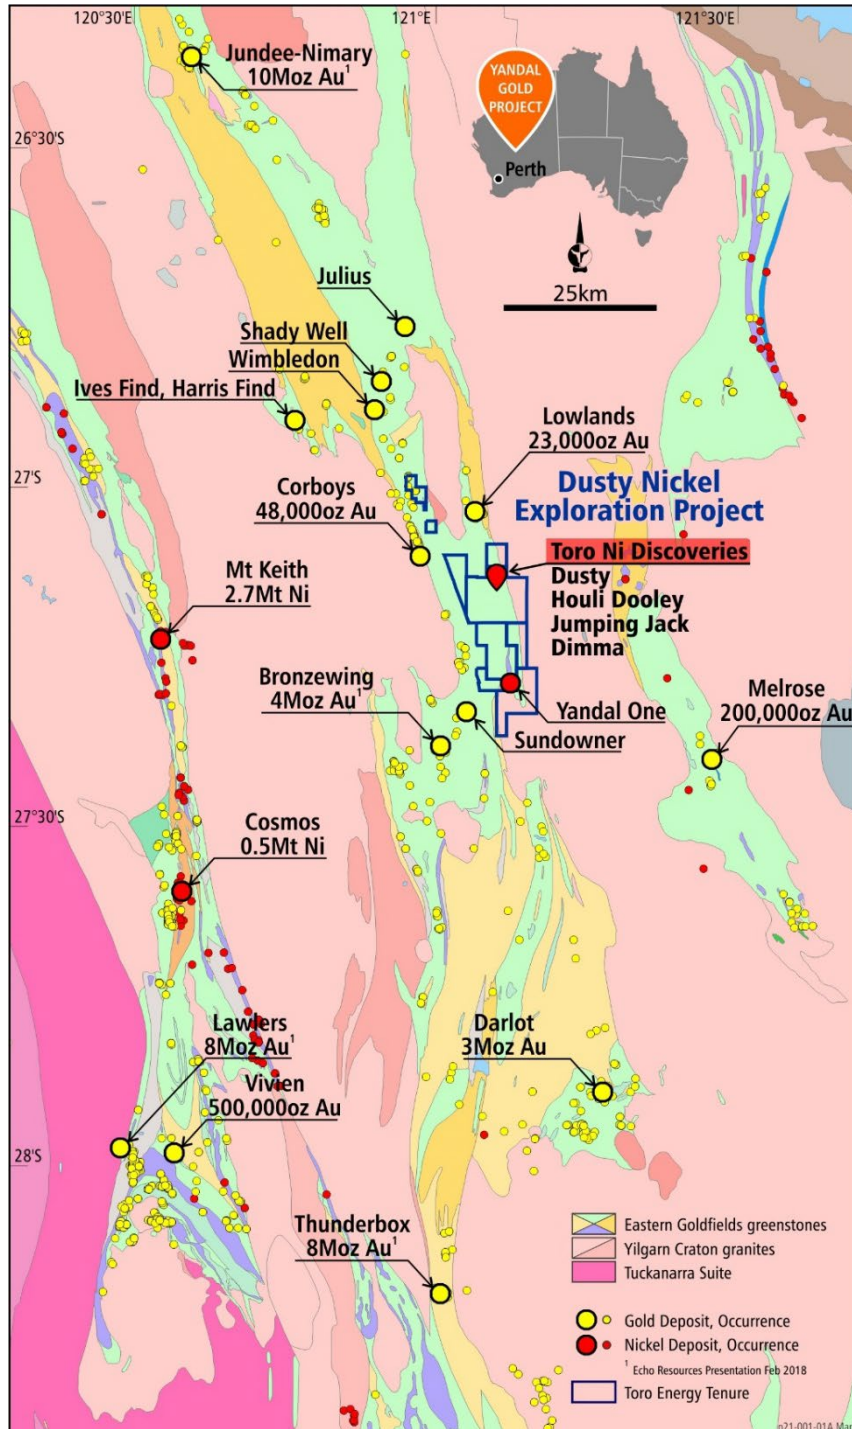 120°30'E
121°E
121°30'E
Jundee-Nimary
10Moz Au¹
YANDAL
GOLD
PROJECT
Perth
26°30'S
25km
Julius
Shady Well
Wimbledon
Ives Find, Harris Find
Lowlands
23,000oz Au
27°S
Corboys
48,000oz Au
Dusty Nickel
Exploration Project
Toro Ni Discoveries
Dusty
Houli Dooley
Jumping Jack
Dimma
Mt Keith
2.7Mt Ni
Bronzewing
4Moz Au¹
Yandal One
Sundowner
Melrose
200,000oz Au
27°30'S
Cosmos
0.5Mt Ni
Lawlers
8Moz Au¹
Vivien
500,000oz Au
Darlot
3Moz Au
28°S
Thunderbox
8Moz Au¹
Eastern Goldfields greenstones
Yilgarn Craton granites
Tuckanarra Suite
Gold Deposit, Occurrence
Nickel Deposit, Occurrence
¹ Echo Resources Presentation Feb 2018
Toro Energy Tenure